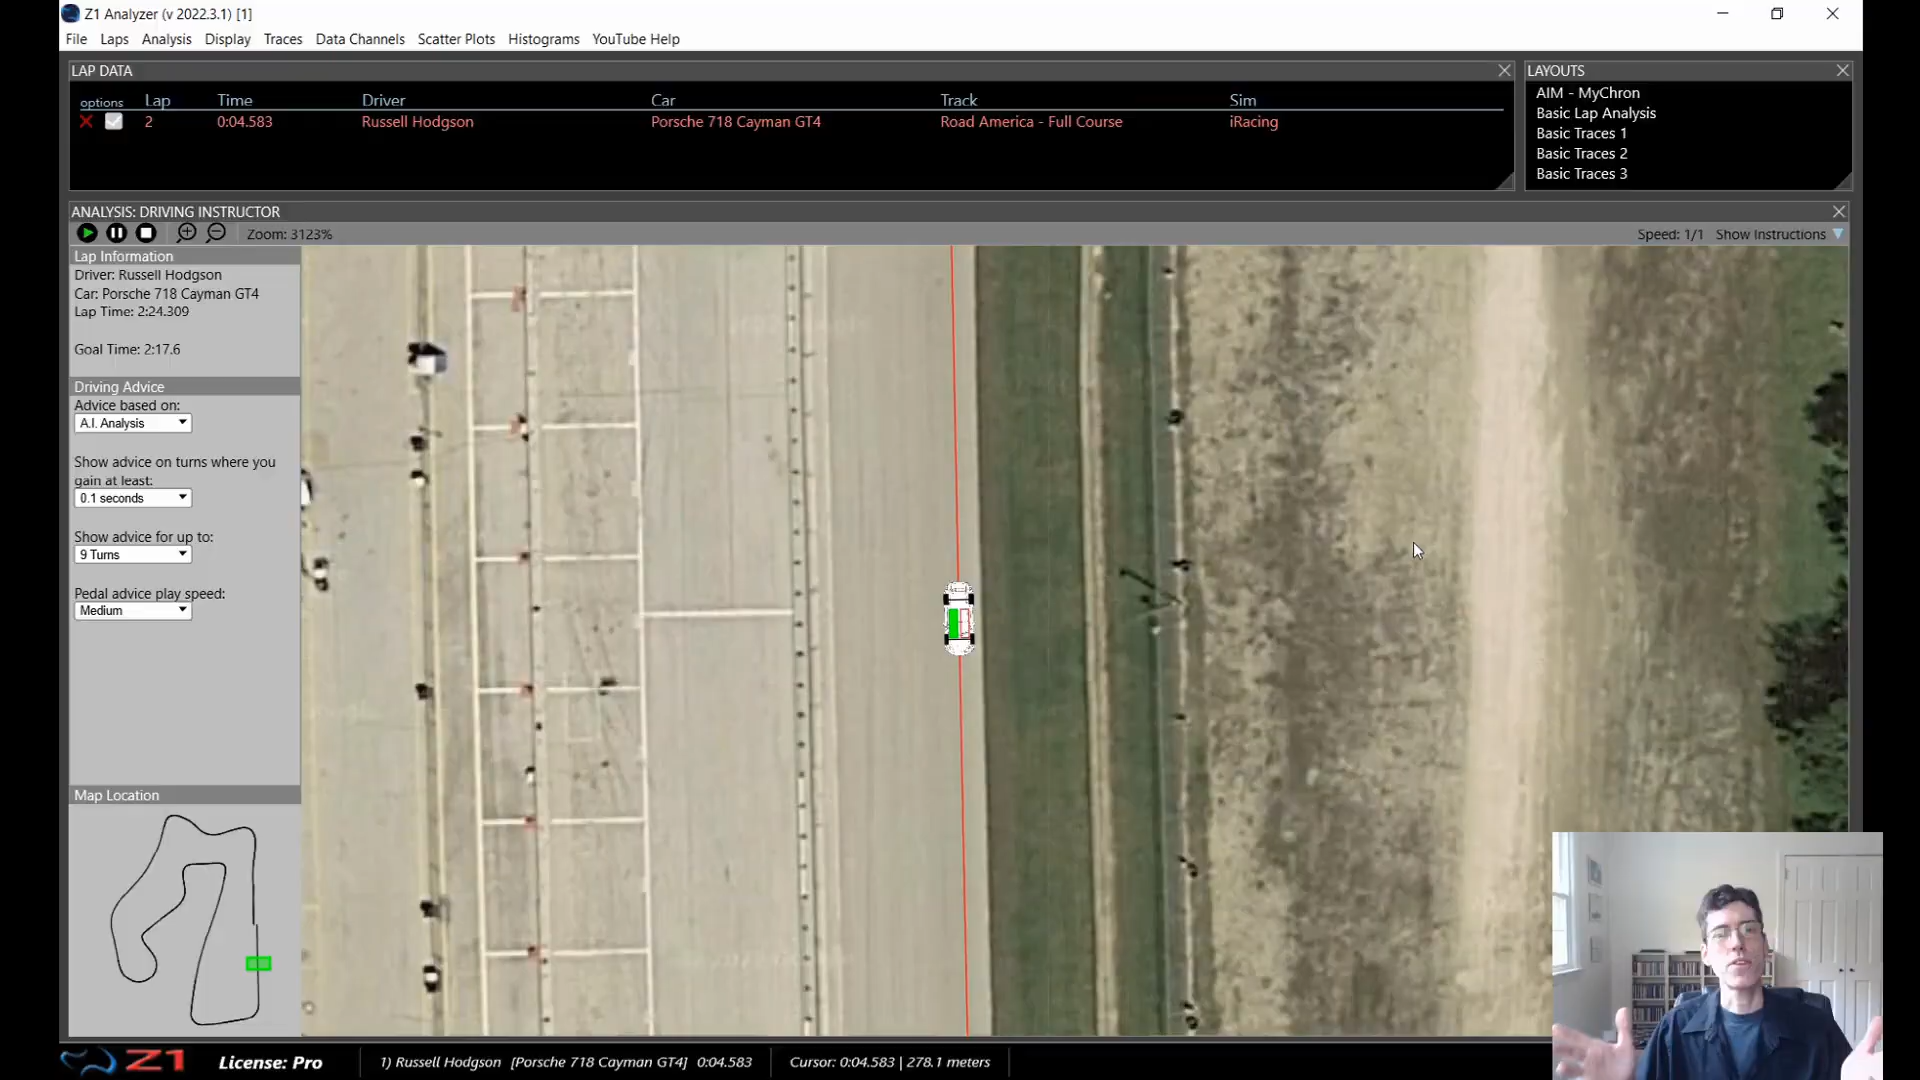 Z1 Analyzer (v 2022.3.1) [1]
File Laps Analysis Display Traces Data Channels Scatter Plots Histograms YouTube Help
LAP DATA
options Lap Time Driver Car Track Sim
2 0:04.583 Russell Hodgson Porsche 718 Cayman GT4 Road America - Full Course iRacing
LAYOUTS
AIM - MyChron
Basic Lap Analysis
Basic Traces 1
Basic Traces 2
Basic Traces 3
ANALYSIS: DRIVING INSTRUCTOR
Zoom: 3123%
Speed: 1/1 Show Instructions
Lap Information
Driver: Russell Hodgson
Car: Porsche 718 Cayman GT4
Lap Time: 2:24.309
Goal Time: 2:17.6
Driving Advice
Advice based on:
A.I. Analysis
Show advice on turns where you
gain at least:
0.1 seconds
Show advice for up to:
9 Turns
Pedal advice play speed:
Medium
Map Location
Z1 License: Pro 1) Russell Hodgson [Porsche 718 Cayman GT4] 0:04.583 Cursor: 0:04.583 | 278.1 meters